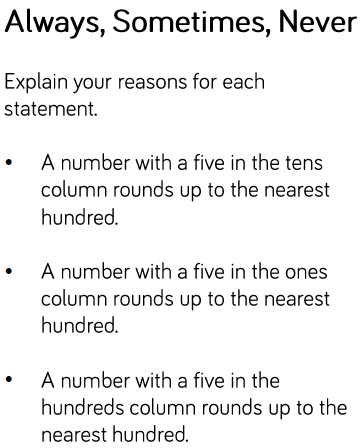 Always, Sometimes, Never
Explain your reasons for each
statement.
• A number with a five in the tens
column rounds up to the nearest
hundred.
• A number with a five in the ones
column rounds up to the nearest
hundred.
• A number with a five in the
hundreds column rounds up to the
nearest hundred.